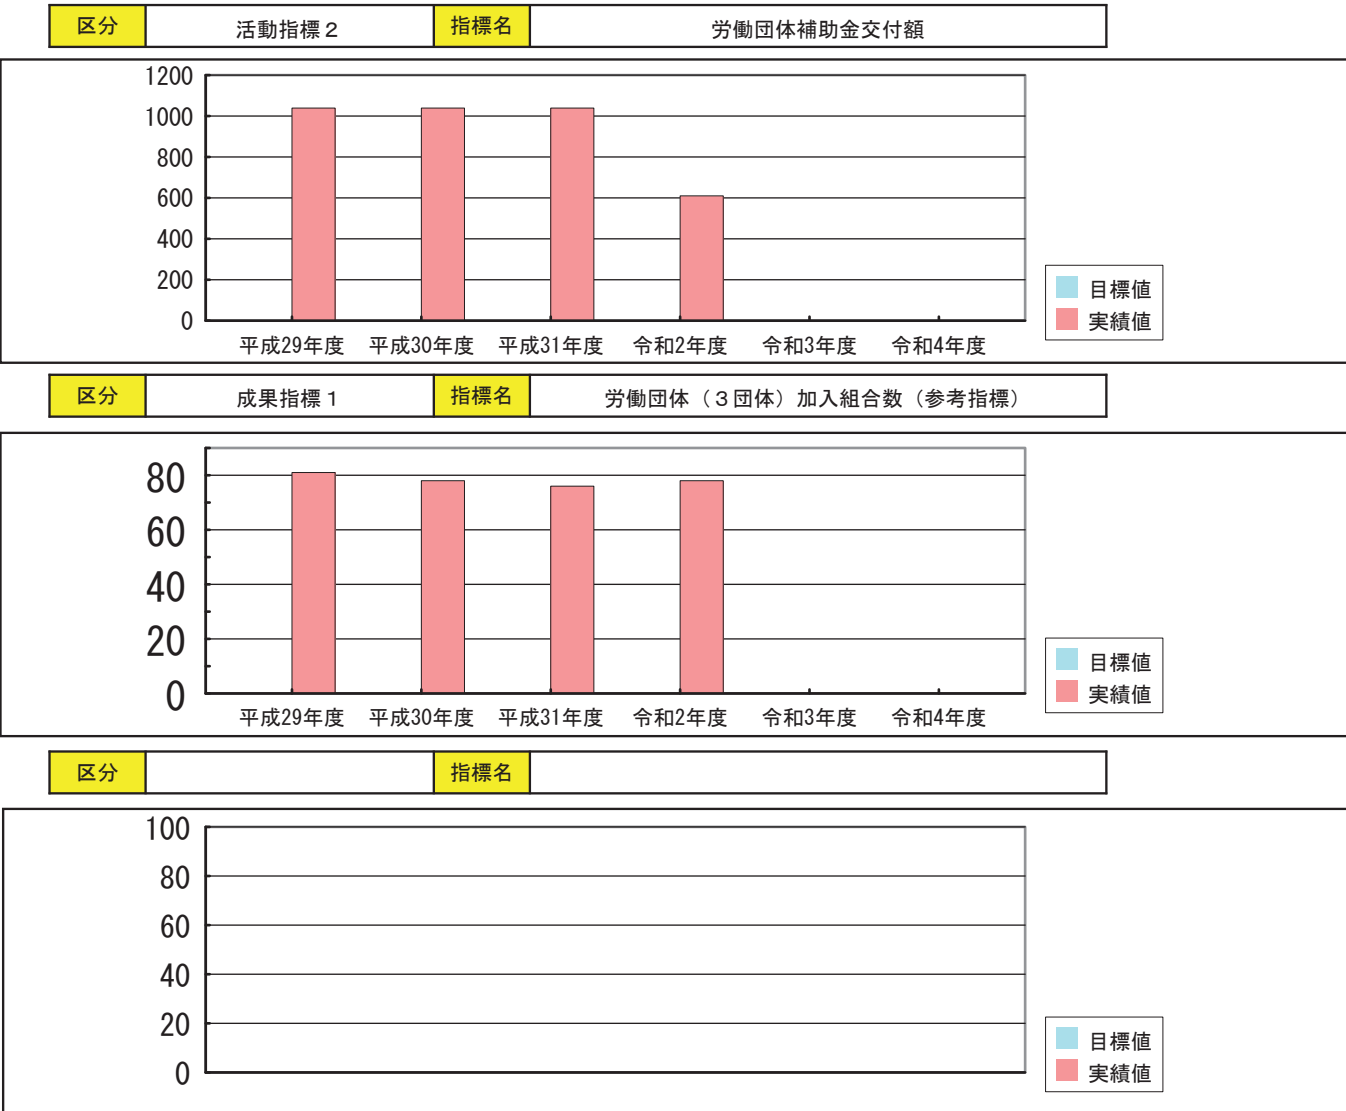 区分 活動指標２ 指標名 労働団体補助金交付額
1200
1000
800
600
400
200
0
平成29年度 平成30年度 平成31年度 令和2年度 令和3年度 令和4年度
目標値
実績値
区分 成果指標１ 指標名 労働団体（３団体）加入組合数（参考指標）
80
60
40
20
0
平成29年度 平成30年度 平成31年度 令和2年度 令和3年度 令和4年度
目標値
実績値
区分 指標名
100
80
60
40
20
0
目標値
実績値